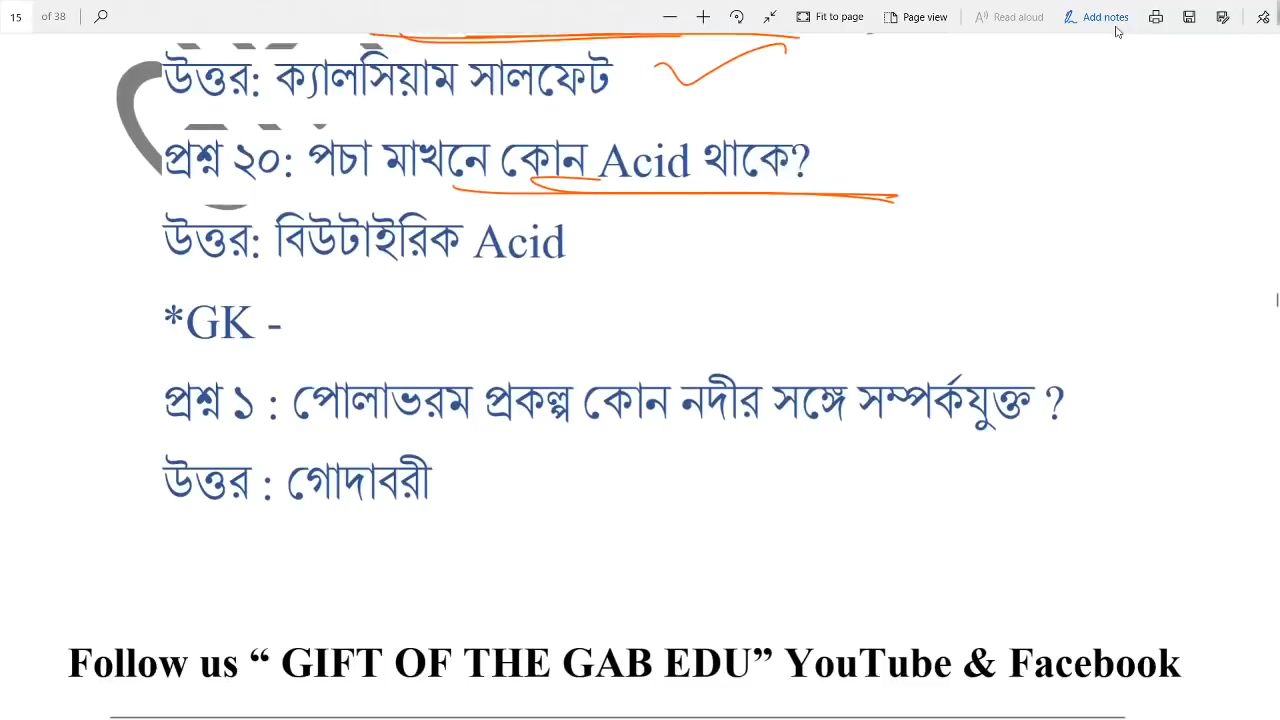 15 of 38 Fit to page Page view Read aloud Add notes
উত্তর: ক্যালসিয়াম সালফেট
প্রশ্ন ২০: পচা মাখনে কোন Acid থাকে?
উত্তর: বিউটাইরিক Acid
*GK -
প্রশ্ন ১ : পোলাভরম প্রকল্প কোন নদীর সঙ্গে সম্পর্কযুক্ত ?
উত্তর : গোদাবরী
Follow us “ GIFT OF THE GAB EDU” YouTube & Facebook